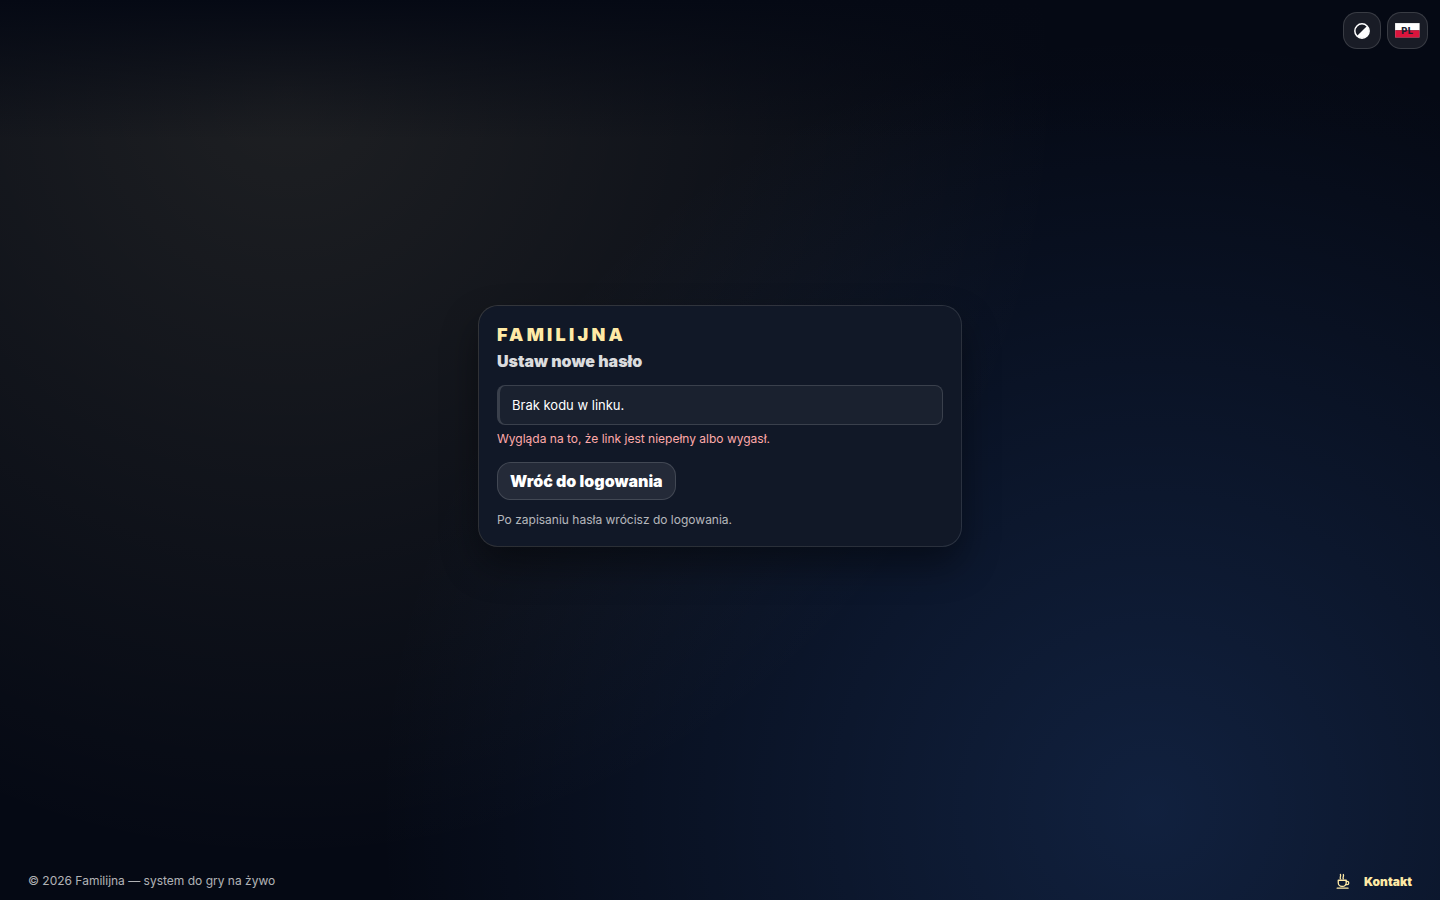 PL
FAMILIJNA
Ustaw nowe hasło
Brak kodu w linku.
Wygląda na to, że link jest niepełny albo wygasł.
Wróć do logowania
Po zapisaniu hasła wrócisz do logowania.
© 2026 Familijna — system do gry na żywo
Kontakt